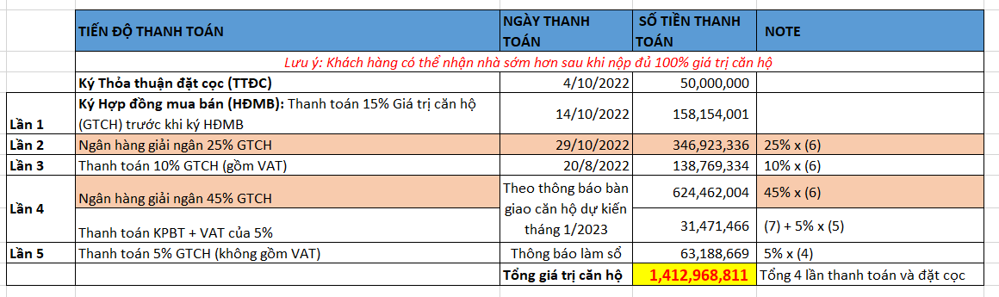 TIẾN ĐỘ THANH TOÁN
NGÀY THANH
TOÁN
SỐ TIỀN THANH
TOÁN
NOTE
Lưu ý: Khách hàng có thể nhận nhà sớm hơn sau khi nộp đủ 100% giá trị căn hộ
Ký Thỏa thuận đặt cọc (TTĐC) 4/10/2022 50,000,000
Lần 1
Ký Hợp đồng mua bán (HĐMB): Thanh toán 15% Giá trị căn hộ
(GTCH) trước khi ký HĐMB
14/10/2022 158,154,001
Lần 2 Ngân hàng giải ngân 25% GTCH 29/10/2022 346,923,336 25% x (6)
Lần 3 Thanh toán 10% GTCH (gồm VAT) 20/8/2022 138,769,334 10% x (6)
Lần 4
Ngân hàng giải ngân 45% GTCH
Theo thông báo bàn
giao căn hộ dự kiến
tháng 1/2023
624,462,004 45% x (6)
Thanh toán KPBT + VAT của 5% 31,471,466 (7) + 5% x (5)
Lần 5 Thanh toán 5% GTCH (không gồm VAT) Thông báo làm sổ 63,188,669 5% x (4)
Tổng giá trị căn hộ 1,412,968,811 Tổng 4 lần thanh toán và đặt cọc